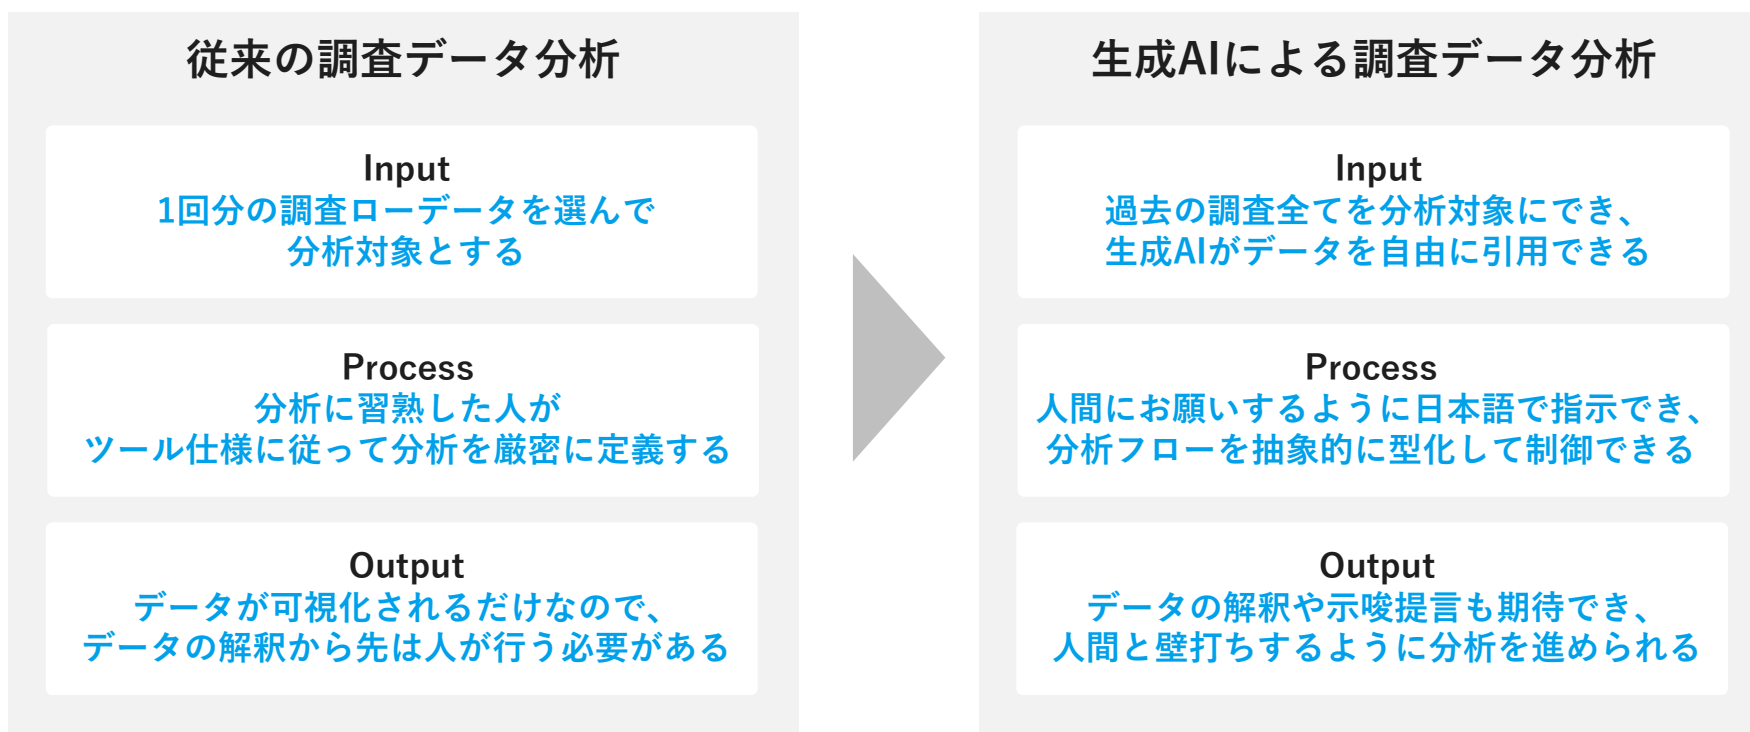 従来の調査データ分析
Input
1回分の調査ローデータを選んで
分析対象とする
Process
分析に習熟した人が
ツール仕様に従って分析を厳密に定義する
Output
データが可視化されるだけなので、
データの解釈から先は人が行う必要がある
生成AIによる調査データ分析
Input
過去の調査全てを分析対象にでき、
生成AIがデータを自由に引用できる
Process
人間にお願いするように日本語で指示でき、
分析フローを抽象的に型化して制御できる
Output
データの解釈や示唆提言も期待でき、
人間と壁打ちするように分析を進められる